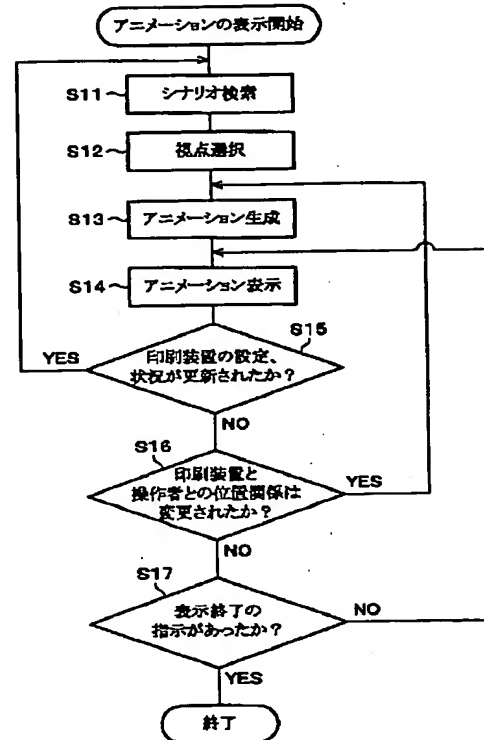 アニメーションの表示開始
S11
シナリオ検索
S12
視点選択
S13
アニメーション生成
S14
アニメーション表示
S15
YES
印刷装置の設定、
状況が更新されたか?
NO
S16
印刷装置と
操作者との位置関係は
変更されたか?
YES
NO
S17
表示終了の
指示があったか?
NO
YES
終了